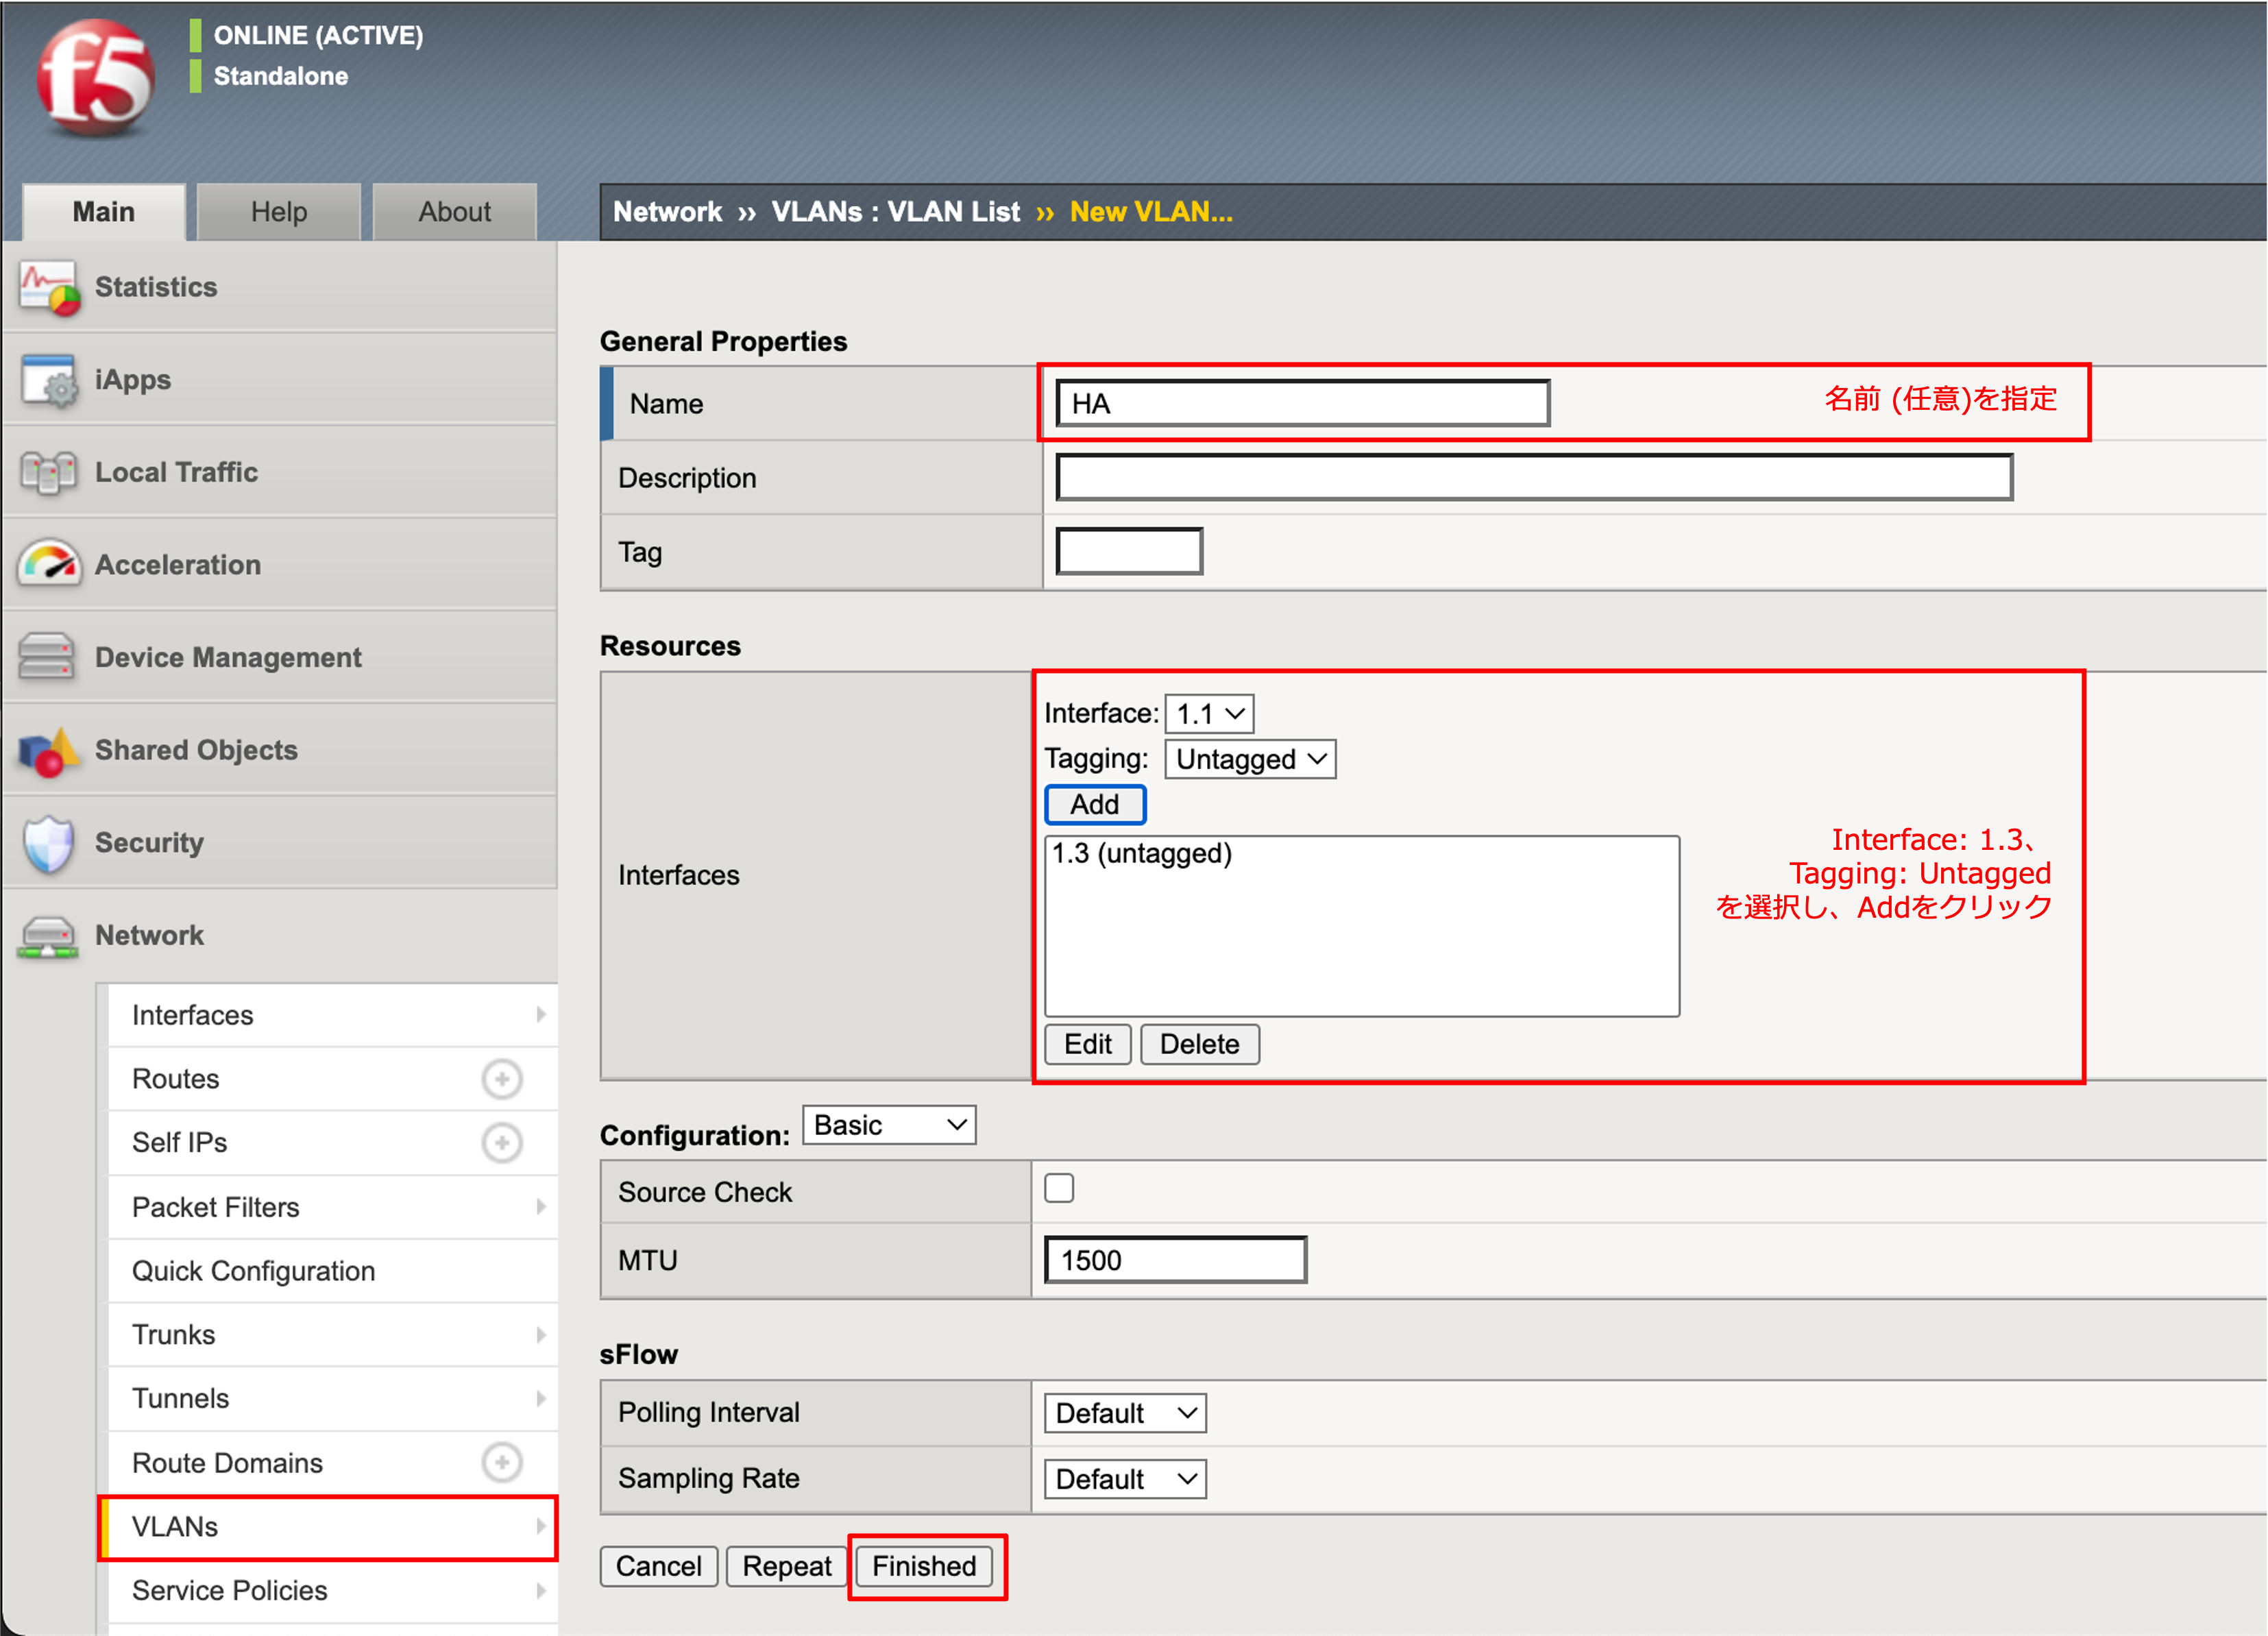 f5
ONLINE (ACTIVE)
Standalone
Main
Help
About
Network ›› VLANs : VLAN List ›› New VLAN...
Statistics
iApps
Local Traffic
Acceleration
Device Management
Shared Objects
Security
Network
Interfaces
Routes
Self IPs
Packet Filters
Quick Configuration
Trunks
Tunnels
Route Domains
VLANs
Service Policies
General Properties
Name
HA
名前 (任意)を指定
Description
Tag
Resources
Interfaces
Interface: 1.1
Tagging: Untagged
Add
1.3 (untagged)
Edit
Delete
Interface: 1.3、
Tagging: Untagged
を選択し、Addをクリック
Configuration: Basic
Source Check
MTU
1500
sFlow
Polling Interval
Default
Sampling Rate
Default
Cancel
Repeat
Finished